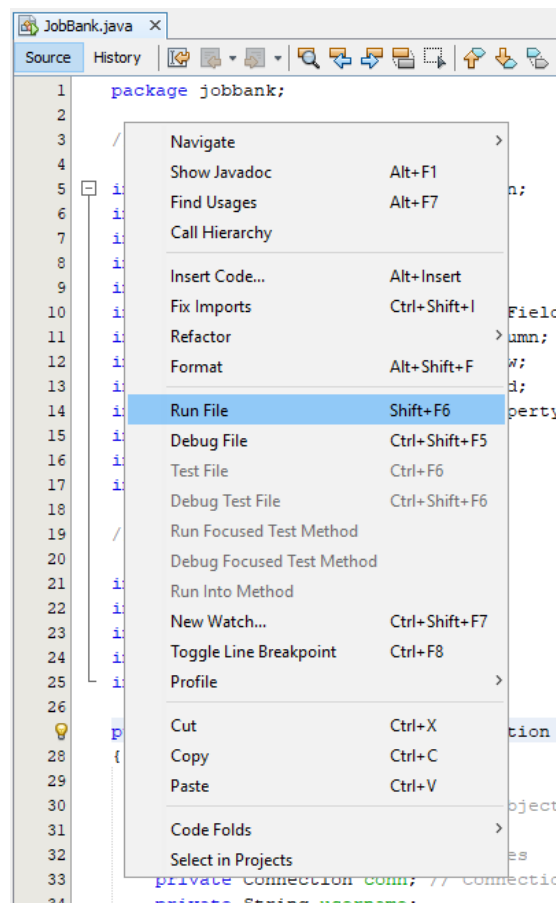 JobBank.java ×
Source History
1 package jobbank;
2
3 /
4
5 i n;
6 i
7 i
8 i
9 i
10 i Field
11 i umn;
12 i w;
13 i d;
14 i perty
15 i
16 i
17 i
18
19 /
20
21 i
22 i
23 i
24 i
25 i
26
p tion
28 {
29
30 bject
31
32 es
33 private Connection conn; // Connectio
34 private String username;
Navigate >
Show Javadoc Alt+F1
Find Usages Alt+F7
Call Hierarchy
Insert Code... Alt+Insert
Fix Imports Ctrl+Shift+I
Refactor >
Format Alt+Shift+F
Run File Shift+F6
Debug File Ctrl+Shift+F5
Test File Ctrl+F6
Debug Test File Ctrl+Shift+F6
Run Focused Test Method
Debug Focused Test Method
Run Into Method
New Watch... Ctrl+Shift+F7
Toggle Line Breakpoint Ctrl+F8
Profile >
Cut Ctrl+X
Copy Ctrl+C
Paste Ctrl+V
Code Folds >
Select in Projects